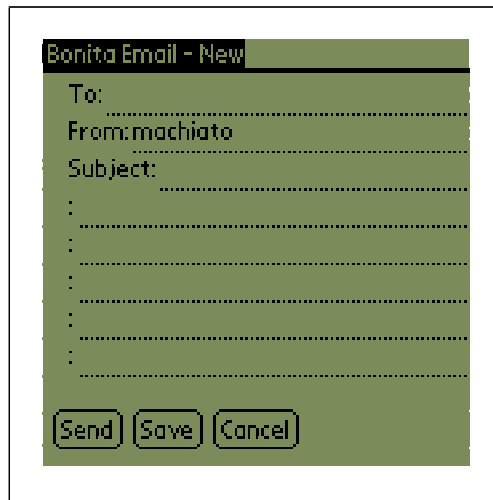 Bonita Email - New
To:
From: machiato
Subject:
:
:
:
:
:
Send Save Cancel